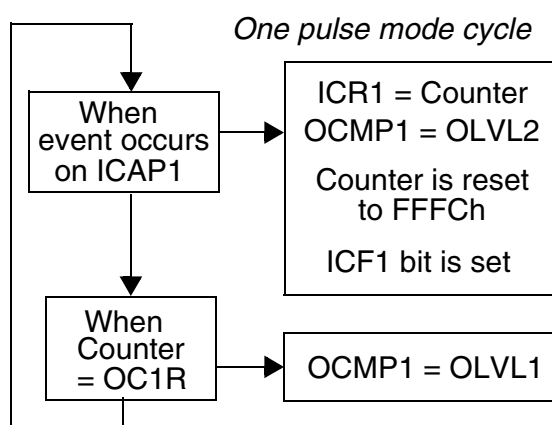 One pulse mode cycle
When
event occurs
on ICAP1
ICR1 = Counter
OCMP1 = OLVL2
Counter is reset
to FFFCh
ICF1 bit is set
When
Counter
= OC1R
OCMP1 = OLVL1